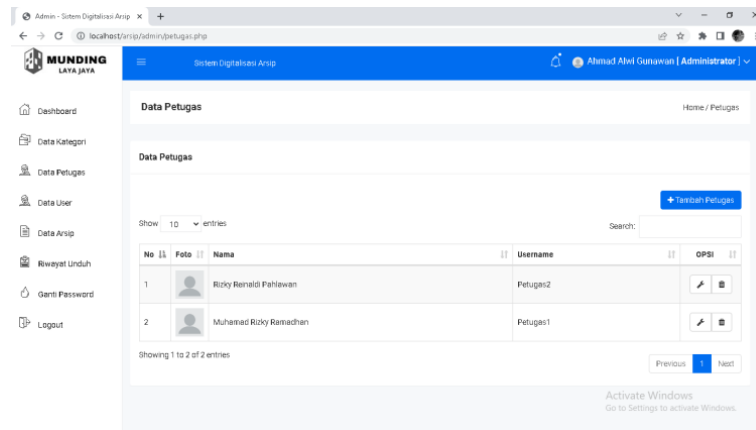 Admin - Sistem Digitalisasi Arsip
localhost/arsip/admin/petugas.php
MUNDING
LAYA JAYA
Sistem Digitalisasi Arsip
Ahmad Alwi Gunawan [ Administrator ]
Dashboard
Data Kategori
Data Petugas
Data User
Data Arsip
Riwayat Unduh
Ganti Password
Logout
Data Petugas
Home / Petugas
Data Petugas
+ Tambah Petugas
Show 10 entries
Search:
No Foto Nama Username OPSI
1 Rizky Reinaldi Pahlawan Petugas2
2 Muhamad Rizky Ramadhan Petugas1
Showing 1 to 2 of 2 entries
Previous 1 Next
Activate Windows
Go to Settings to activate Windows.